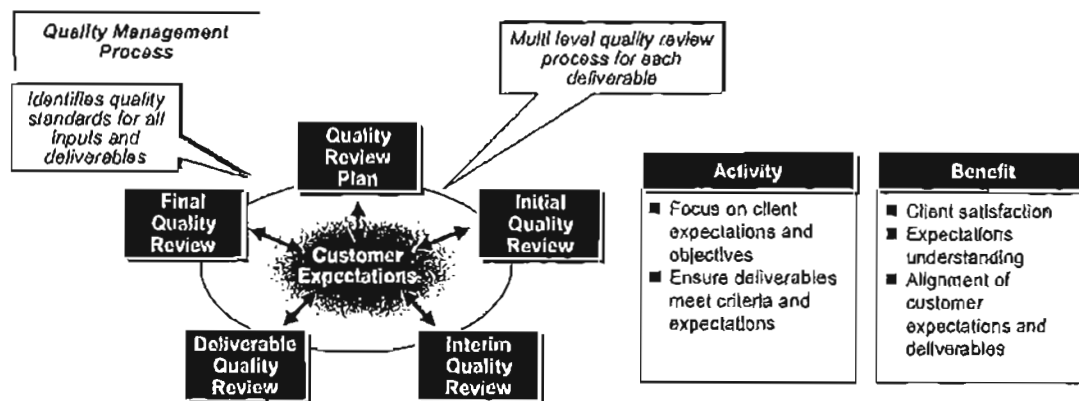 Quality Management
Process
Multi level quality review
process for each
deliverable
Identifies quality
standards for all
inputs and
deliverables
Quality
Review
Plan
Final
Quality
Review
Initial
Quality
Review
Customer
Expectations
Deliverable
Quality
Review
Interim
Quality
Review
Activity
■ Focus on client
expectations and
objectives
■ Ensure deliverables
meet criteria and
expectations
Benefit
■ Client satisfaction
■ Expectations
understanding
■ Alignment of
customer
expectations and
deliverables